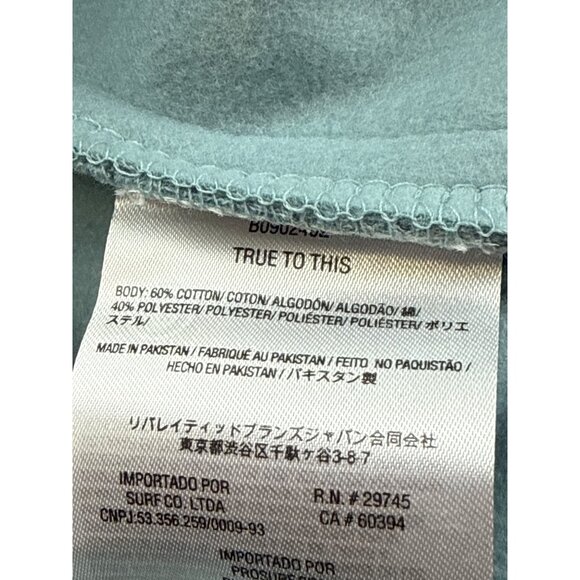 TRUE TO THIS
BODY: 60% COTTON/ COTON/ ALGODÓN/ ALGODÃO/ 綿/
40% POLYESTER/ POLYESTER/ POLIÉSTER/ POLIÉSTER/ ポリエ
ステル/
MADE IN PAKISTAN / FABRIQUÉ AU PAKISTAN / FEITO NO PAQUISTÃO /
HECHO EN PAKISTAN / パキスタン製
リバレイティッドブランズジャパン合同会社
東京都渋谷区千駄ヶ谷3-8-7
IMPORTADO POR
SURF CO. LTDA
CNPJ:53.356.259/0009-93
R.N. # 29745
CA # 60394
IMPORTADO POR